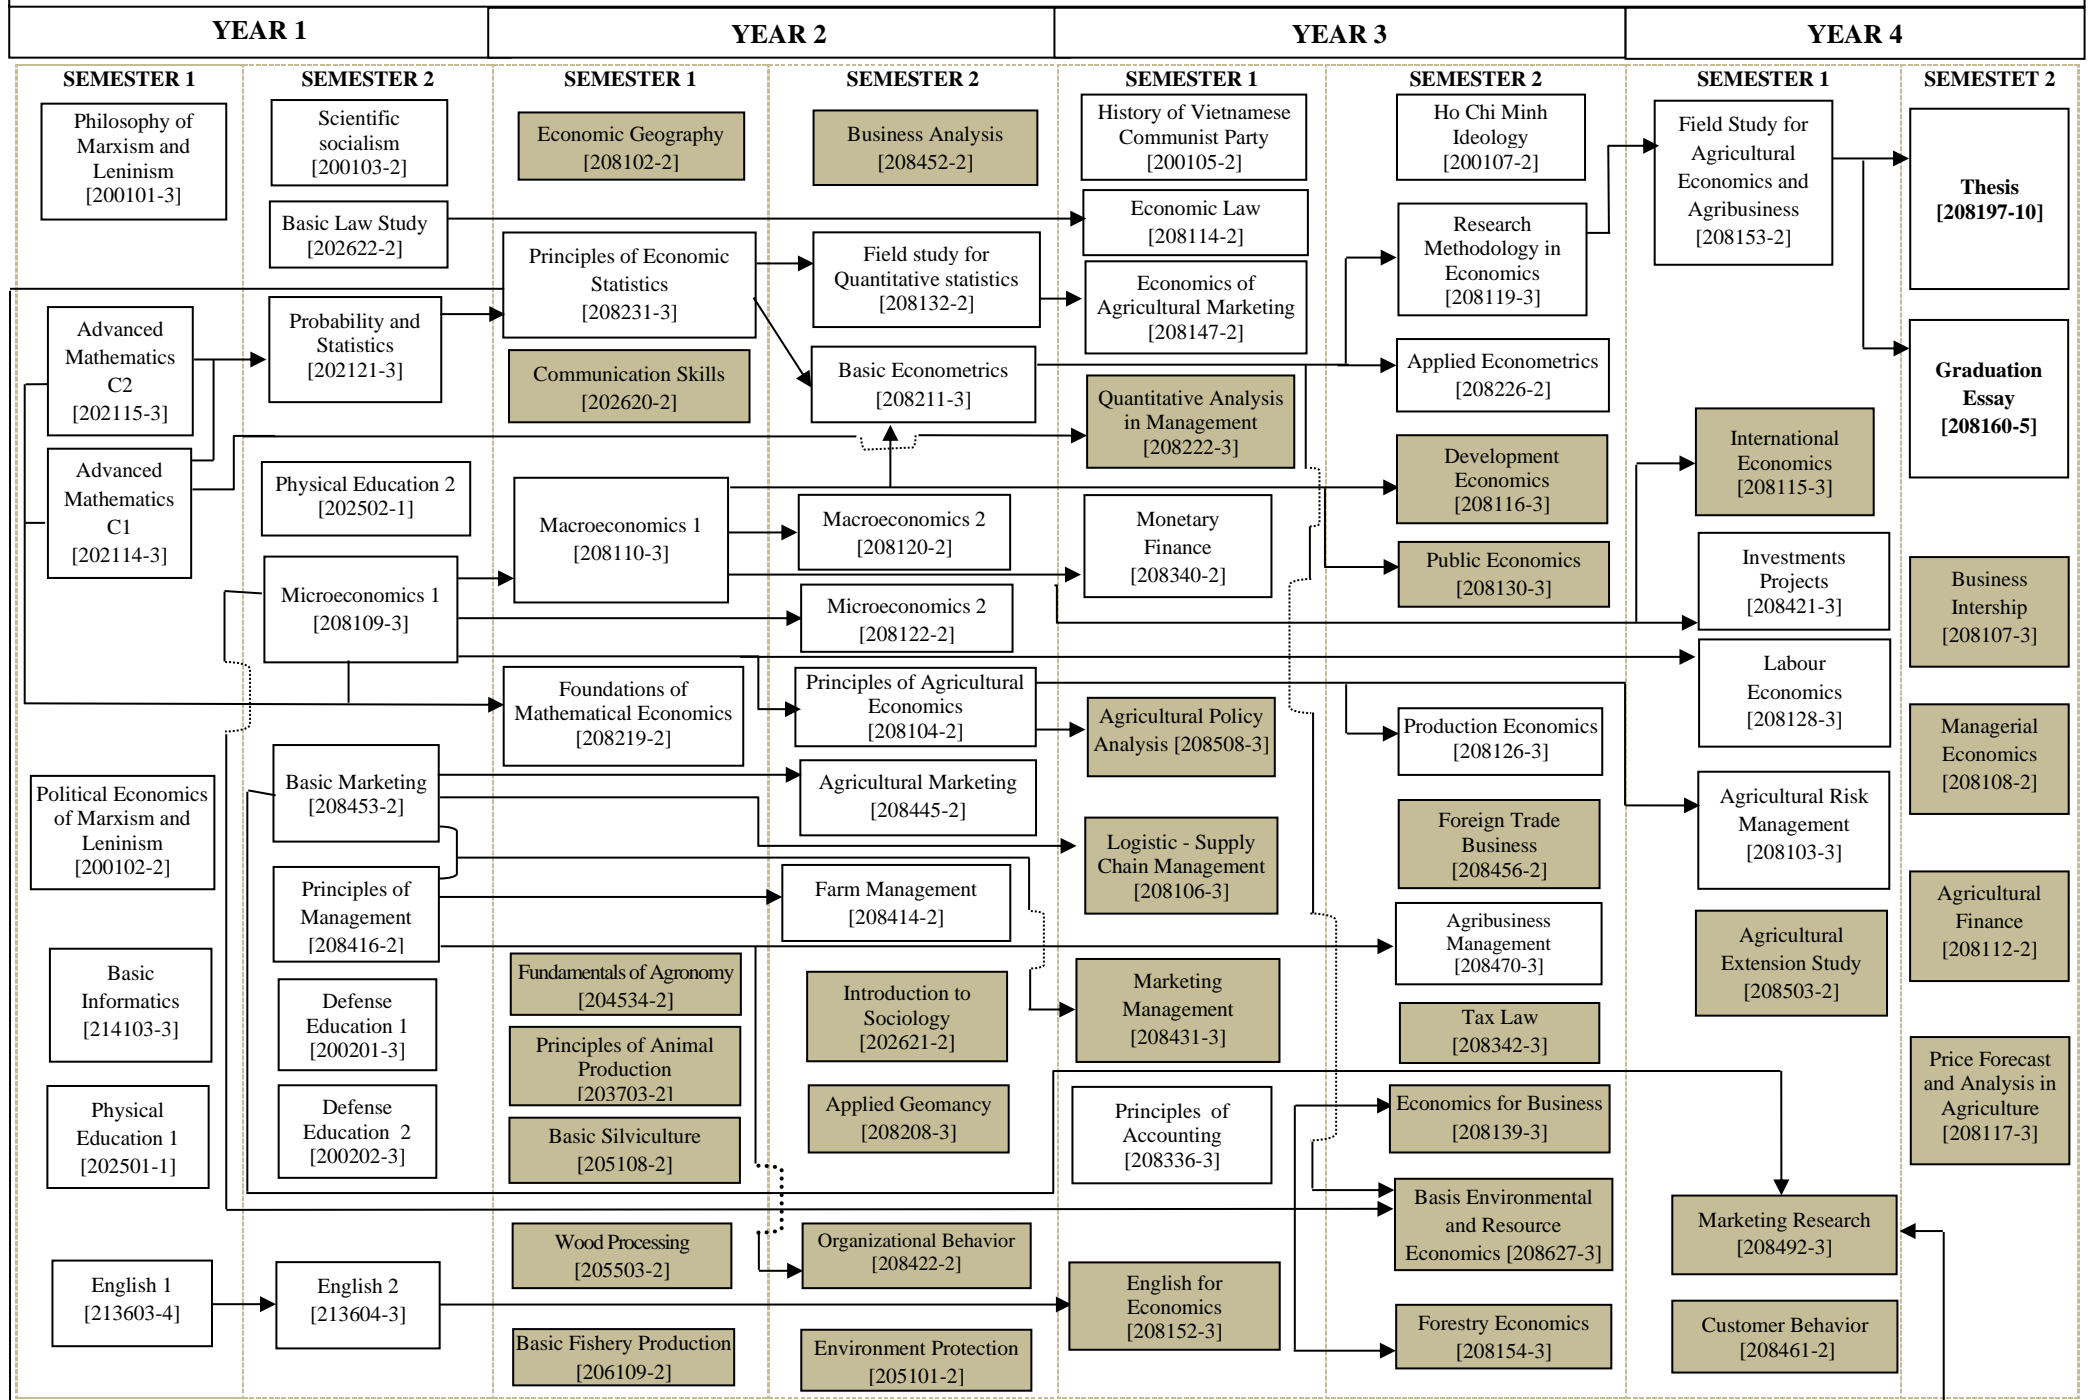 YEAR 1
YEAR 2
YEAR 3
YEAR 4
SEMESTER 1
SEMESTER 2
SEMESTER 1
SEMESTER 2
SEMESTER 1
SEMESTER 2
SEMESTER 1
SEMESTET 2
Philosophy of
Marxism and
Leninism
[200101-3]
Advanced
Mathematics
C2
[202115-3]
Advanced
Mathematics
C1
[202114-3]
Political Economics
of Marxism and
Leninism
[200102-2]
Basic
Informatics
[214103-3]
Physical
Education 1
[202501-1]
English 1
[213603-4]
Scientific
socialism
[200103-2]
Basic Law Study
[202622-2]
Probability and
Statistics
[202121-3]
Physical Education 2
[202502-1]
Microeconomics 1
[208109-3]
Basic Marketing
[208453-2]
Principles of
Management
[208416-2]
Defense
Education 1
[200201-3]
Defense
Education 2
[200202-3]
English 2
[213604-3]
Economic Geography
[208102-2]
Principles of Economic
Statistics
[208231-3]
Communication Skills
[202620-2]
Macroeconomics 1
[208110-3]
Foundations of
Mathematical Economics
[208219-2]
Fundamentals of Agronomy
[204534-2]
Principles of Animal
Production
[203703-2]
Basic Silviculture
[205108-2]
Wood Processing
[205503-2]
Basic Fishery Production
[206109-2]
Business Analysis
[208452-2]
Field study for
Quantitative statistics
[208132-2]
Basic Econometrics
[208211-3]
Macroeconomics 2
[208120-2]
Microeconomics 2
[208122-2]
Principles of Agricultural
Economics
[208104-2]
Agricultural Marketing
[208445-2]
Farm Management
[208414-2]
Introduction to
Sociology
[202621-2]
Applied Geomancy
[208208-3]
Organizational Behavior
[208422-2]
Environment Protection
[205101-2]
History of Vietnamese
Communist Party
[200105-2]
Economic Law
[208114-2]
Economics of
Agricultural Marketing
[208147-2]
Quantitative Analysis
in Management
[208222-3]
Monetary
Finance
[208340-2]
Agricultural Policy
Analysis [208508-3]
Logistic - Supply
Chain Management
[208106-3]
Marketing
Management
[208431-3]
Principles of
Accounting
[208336-3]
English for
Economics
[208152-3]
Ho Chi Minh
Ideology
[200107-2]
Research
Methodology in
Economics
[208119-3]
Applied Econometrics
[208226-2]
Development
Economics
[208116-3]
Public Economics
[208130-3]
Production Economics
[208126-3]
Foreign Trade
Business
[208456-2]
Agribusiness
Management
[208470-3]
Tax Law
[208342-3]
Economics for Business
[208139-3]
Basis Environmental
and Resource
Economics [208627-3]
Forestry Economics
[208154-3]
Field Study for
Agricultural
Economics and
Agribusiness
[208153-2]
International
Economics
[208115-3]
Investments
Projects
[208421-3]
Labour
Economics
[208128-3]
Agricultural Risk
Management
[208103-3]
Agricultural
Extension Study
[208503-2]
Marketing Research
[208492-3]
Customer Behavior
[208461-2]
Thesis
[208197-10]
Graduation
Essay
[208160-5]
Business
Intership
[208107-3]
Managerial
Economics
[208108-2]
Agricultural
Finance
[208112-2]
Price Forecast
and Analysis in
Agriculture
[208117-3]